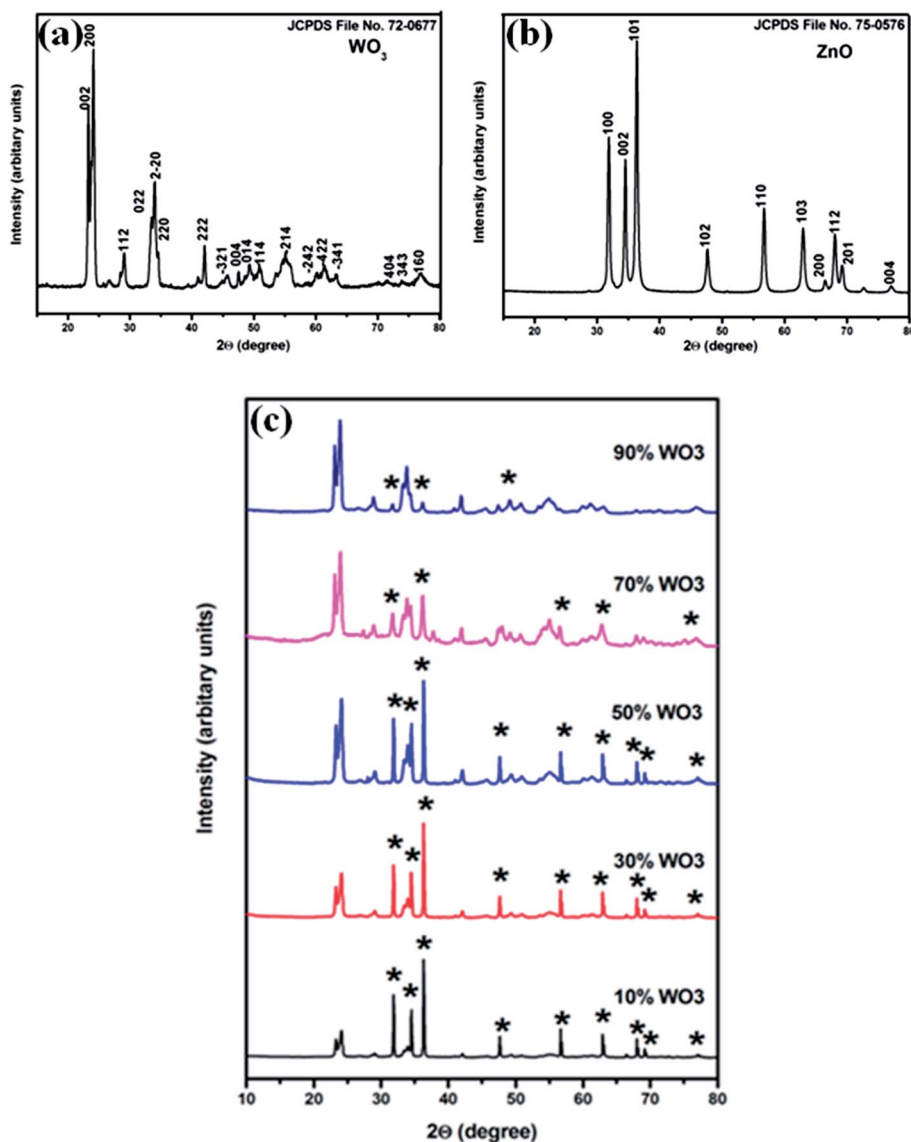 (a)
JCPDS File No. 72-0677
WO3
Intensity (arbitary units)
002
200
112
022
2-20
220
222
-321
004
014
114
-214
-242
-422
-341
404
343
160
20 30 40 50 60 70 80
2Θ (degree)
(b)
JCPDS File No. 75-0576
ZnO
Intensity (arbitary units)
100
002
101
102
110
103
200
112
201
004
20 30 40 50 60 70 80
2Θ (degree)
(c)
Intensity (arbitary units)
90% WO3
* * *
70% WO3
* * * * *
50% WO3
* * * * * * * * *
30% WO3
* * * * * * * * *
10% WO3
* * * * * * * * *
10 20 30 40 50 60 70 80
2Θ (degree)